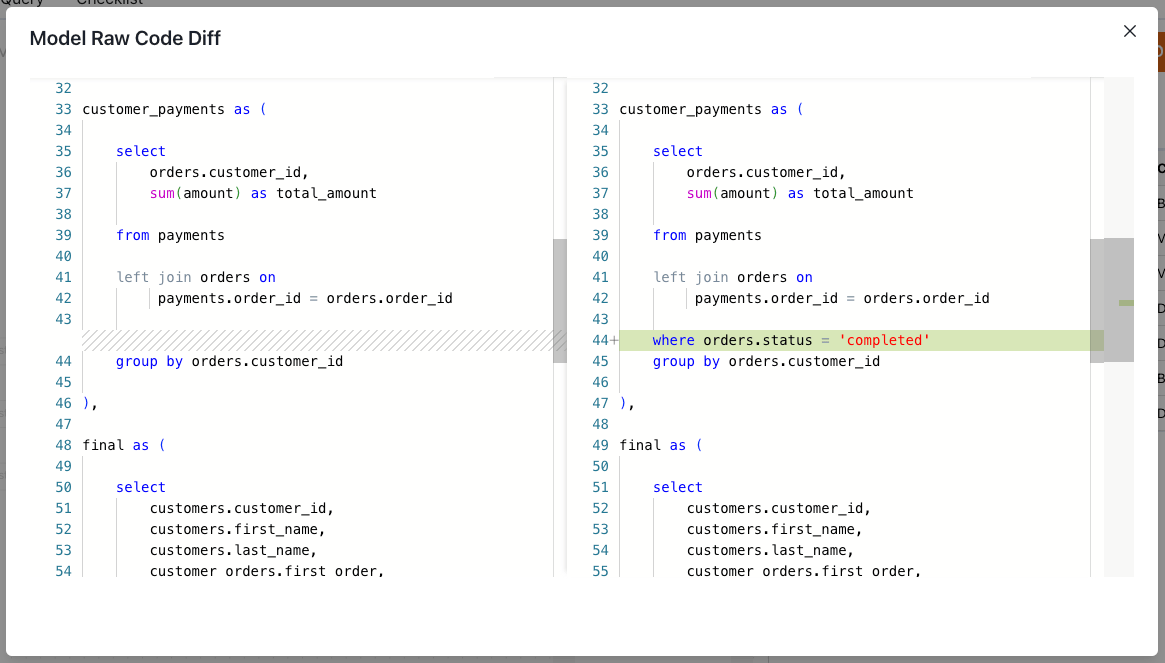 Query Checklist
Model Raw Code Diff
32
33 customer_payments as (
34
35 select
36 orders.customer_id,
37 sum(amount) as total_amount
38
39 from payments
40
41 left join orders on
42 payments.order_id = orders.order_id
43
44 group by orders.customer_id
45
46 ),
47
48 final as (
49
50 select
51 customers.customer_id,
52 customers.first_name,
53 customers.last_name,
54 customer_orders.first_order,
32
33 customer_payments as (
34
35 select
36 orders.customer_id,
37 sum(amount) as total_amount
38
39 from payments
40
41 left join orders on
42 payments.order_id = orders.order_id
43
44+ where orders.status = 'completed'
45 group by orders.customer_id
46
47 ),
48
49 final as (
50
51 select
52 customers.customer_id,
53 customers.first_name,
54 customers.last_name,
55 customer_orders.first_order,